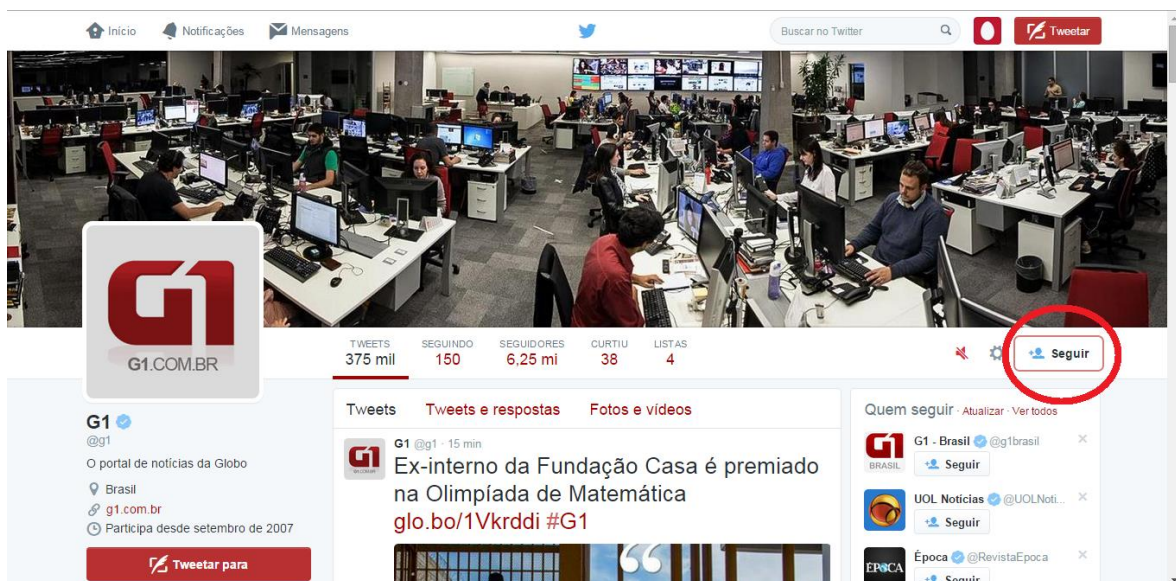 Início Notificações Mensagens Buscar no Twitter Tweetar
G1
G1.COM.BR
TWEETS SEGUINDO SEGUIDORES CURTIU LISTAS
375 mil 150 6,25 mi 38 4
Seguir
G1
@g1
O portal de notícias da Globo
Brasil
g1.com.br
Participa desde setembro de 2007
Tweetar para
Tweets Tweets e respostas Fotos e vídeos
G1 @g1 · 15 min
Ex-interno da Fundação Casa é premiado
na Olimpíada de Matemática
glo.bo/1Vkrddi #G1
Quem seguir · Atualizar · Ver todos
G1
BRASIL
G1 - Brasil @g1brasil
Seguir
UOL Notícias @UOLNoti...
Seguir
ÉPOCA
Época @RevistaEpoca
Seguir